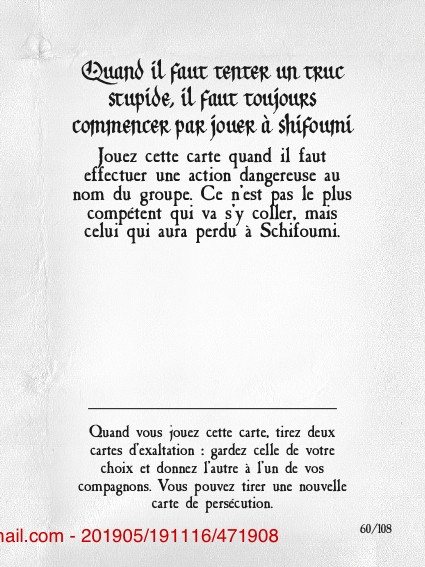 Quand il faut tenter un truc
stupide, il faut toujours
commencer par jouer à shifoumi
Jouez cette carte quand il faut
effectuer une action dangereuse au
nom du groupe. Ce n'est pas le plus
compétent qui va s'y coller, mais
celui qui aura perdu à Schifoumi.
Quand vous jouez cette carte, tirez deux
cartes d'exaltation : gardez celle de votre
choix et donnez l'autre à l'un de vos
compagnons. Vous pouvez tirer une nouvelle
carte de persécution.
60/108
nail.com - 201905/191116/471908